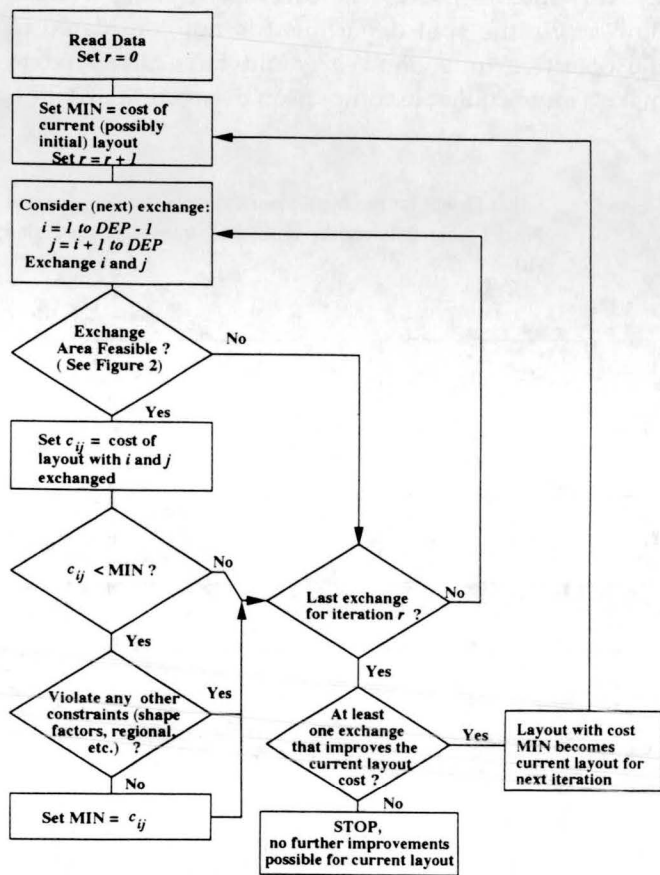 Read Data
Set r = 0
Set MIN = cost of
current (possibly
initial) layout
Set r = r + 1
Consider (next) exchange:
i = 1 to DEP - 1
j = i + 1 to DEP
Exchange i and j
Exchange
Area Feasible ?
( See Figure 2)
No
Yes
Set c ij = cost of
layout with i and j
exchanged
c ij < MIN ?
No
Yes
Last exchange
for iteration r ?
No
Yes
Violate any other
constraints (shape
factors, regional,
etc.) ?
Yes
No
Set MIN = c ij
At least
one exchange
that improves the
current layout
cost ?
Yes
No
Layout with cost
MIN becomes
current layout for
next iteration
STOP,
no further improvements
possible for current layout